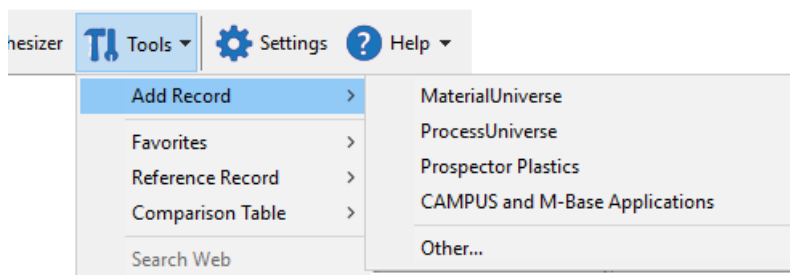 hesizer Tools Settings ? Help
Add Record > MaterialUniverse
ProcessUniverse
Favorites >
Prospector Plastics
Reference Record >
CAMPUS and M-Base Applications
Comparison Table >
Other...
Search Web